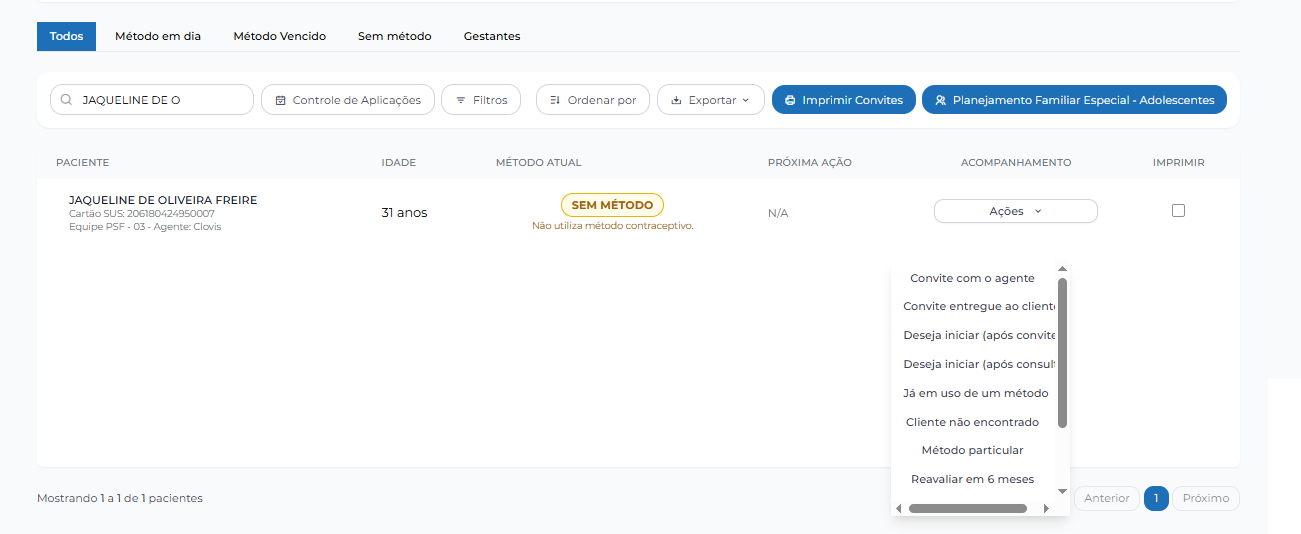 Todos Método em dia Método Vencido Sem método Gestantes
JAQUELINE DE O Controle de Aplicações Filtros Ordenar por Exportar Imprimir Convites Planejamento Familiar Especial - Adolescentes
PACIENTE IDADE MÉTODO ATUAL PRÓXIMA AÇÃO ACOMPANHAMENTO IMPRIMIR
JAQUELINE DE OLIVEIRA FREIRE
Cartão SUS: 206180424950007
Equipe PSF - 03 - Agente: Clovis
31 anos
SEM MÉTODO
Não utiliza método contraceptivo.
N/A
Ações
Convite com o agente
Convite entregue ao cliente
Deseja iniciar (após convite
Deseja iniciar (após consul
Já em uso de um método
Cliente não encontrado
Método particular
Reavaliar em 6 meses
Mostrando 1 a 1 de 1 pacientes
Anterior 1 Próximo